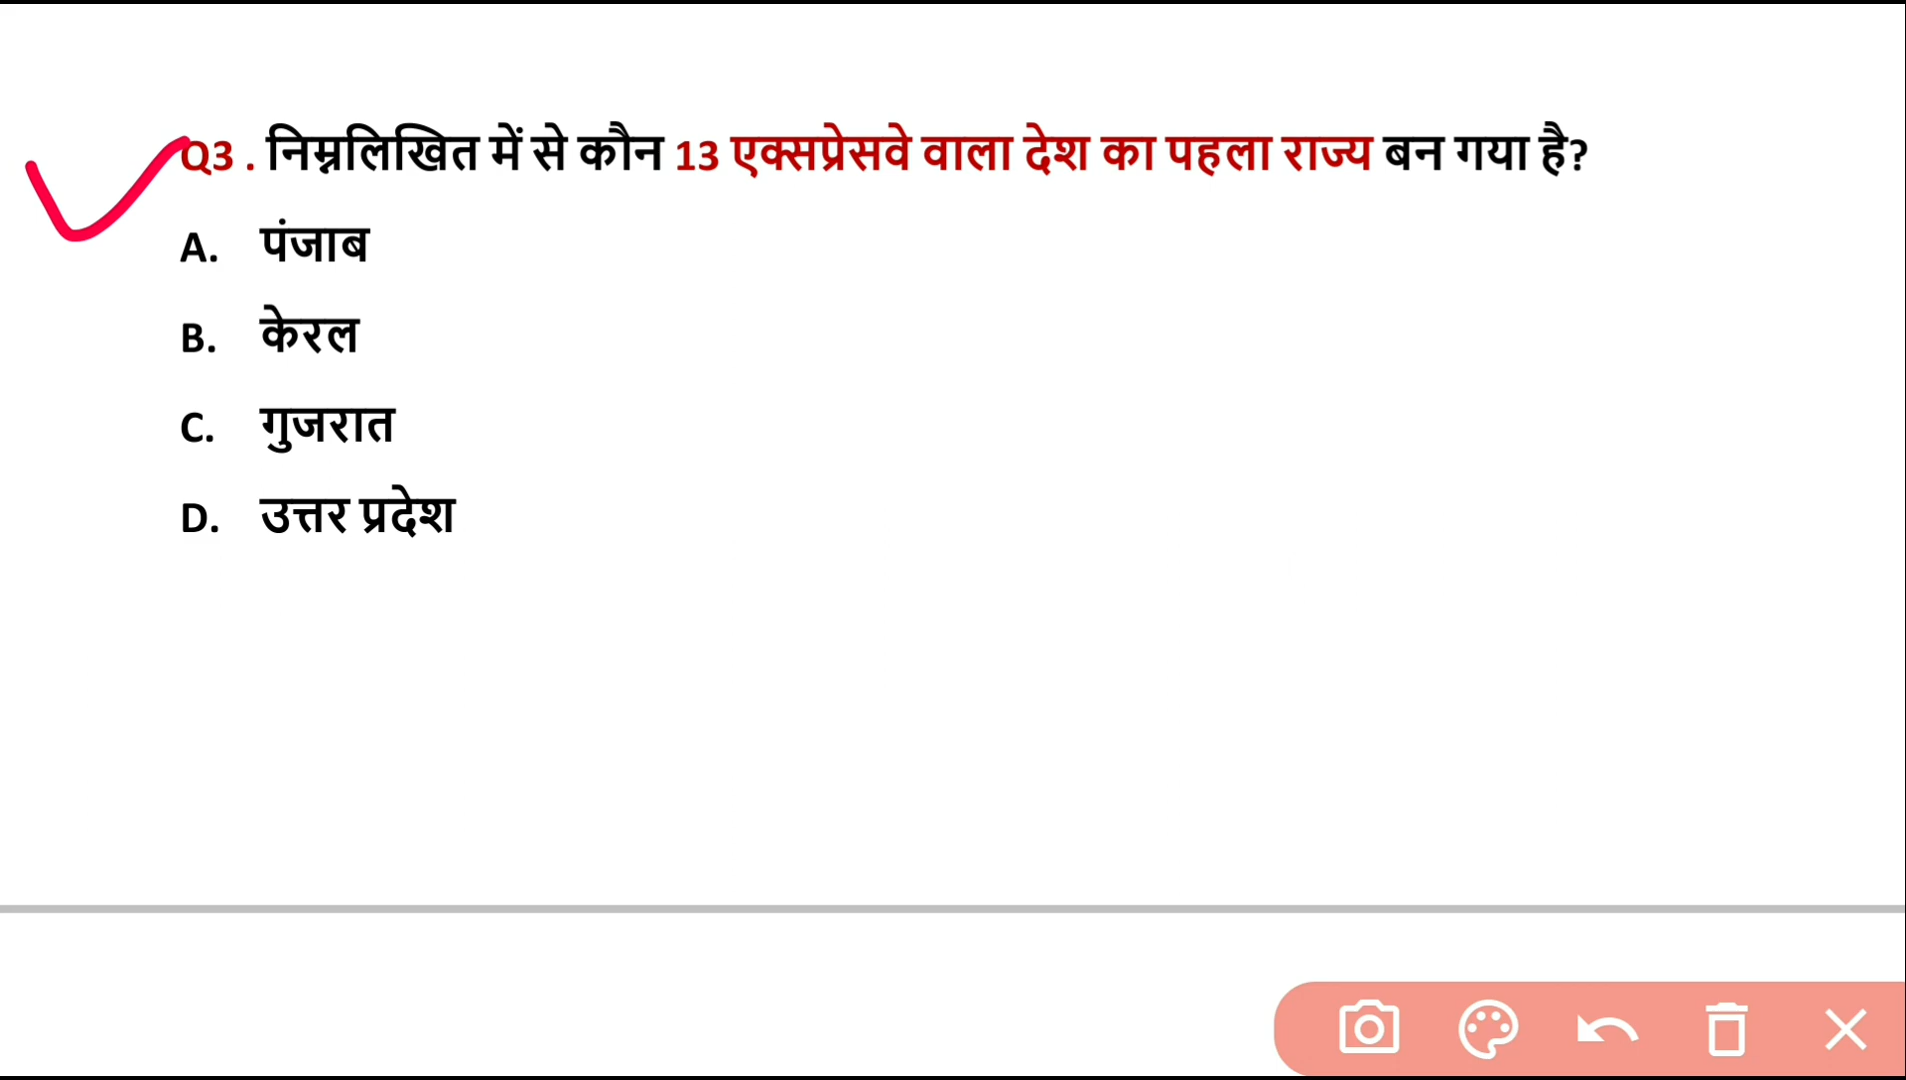 Q3 . निम्नलिखित में से कौन 13 एक्सप्रेसवे वाला देश का पहला राज्य बन गया है?
A. पंजाब
B. केरल
C. गुजरात
D. उत्तर प्रदेश